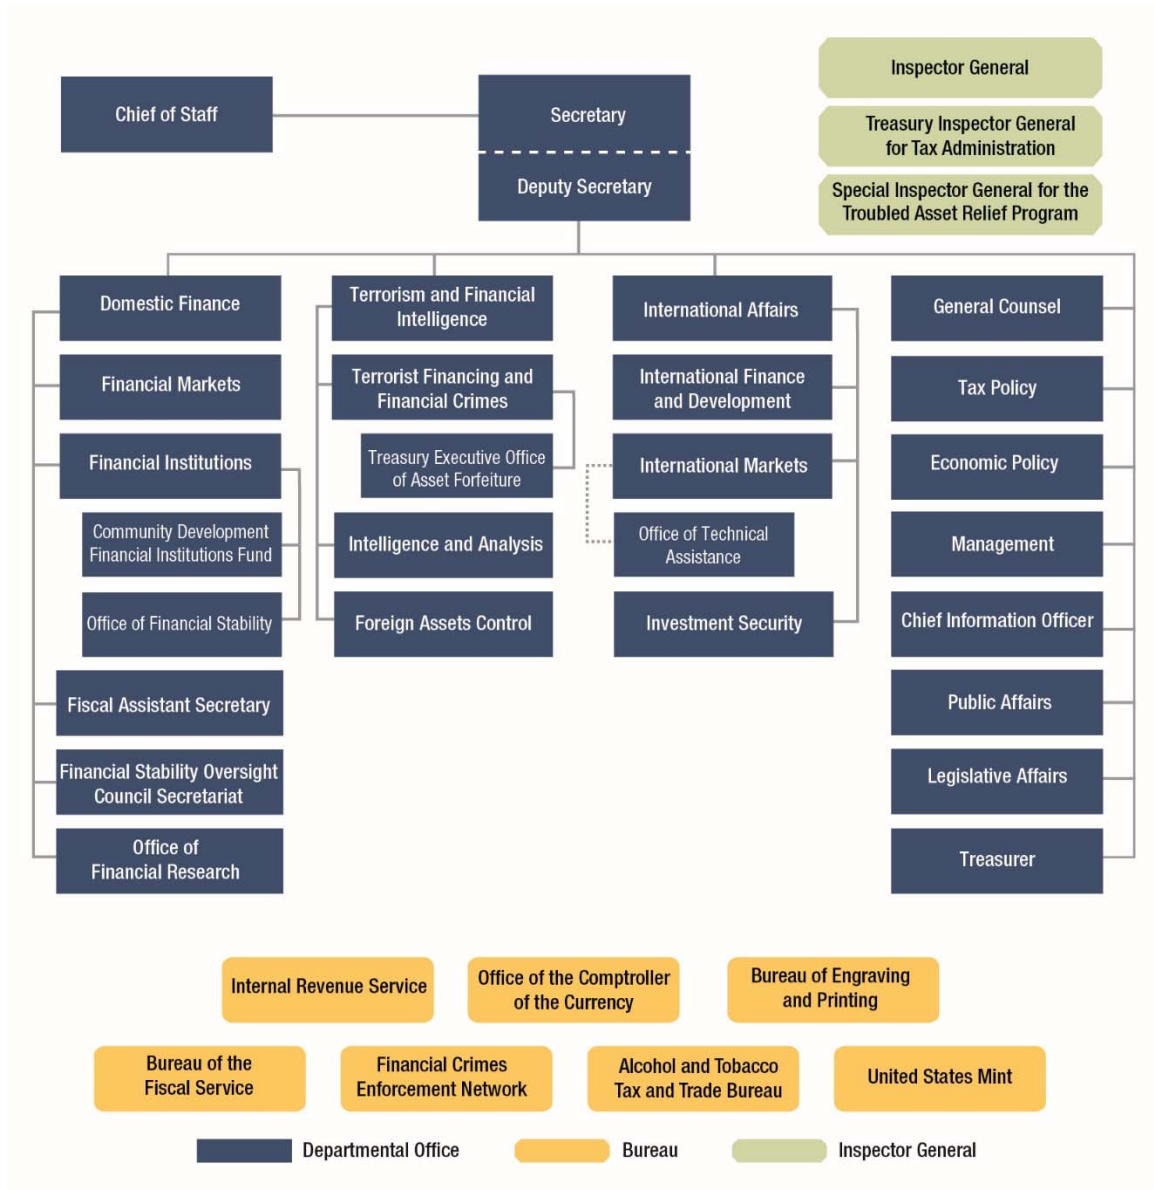 Chief of Staff
Secretary
Deputy Secretary
Inspector General
Treasury Inspector General
for Tax Administration
Special Inspector General for the
Troubled Asset Relief Program
Domestic Finance
Financial Markets
Financial Institutions
Community Development
Financial Institutions Fund
Office of Financial Stability
Fiscal Assistant Secretary
Financial Stability Oversight
Council Secretariat
Office of
Financial Research
Terrorism and Financial
Intelligence
Terrorist Financing and
Financial Crimes
Treasury Executive Office
of Asset Forfeiture
Intelligence and Analysis
Foreign Assets Control
International Affairs
International Finance
and Development
International Markets
Office of Technical
Assistance
Investment Security
General Counsel
Tax Policy
Economic Policy
Management
Chief Information Officer
Public Affairs
Legislative Affairs
Treasurer
Internal Revenue Service
Office of the Comptroller
of the Currency
Bureau of Engraving
and Printing
Bureau of the
Fiscal Service
Financial Crimes
Enforcement Network
Alcohol and Tobacco
Tax and Trade Bureau
United States Mint
Departmental Office
Bureau
Inspector General